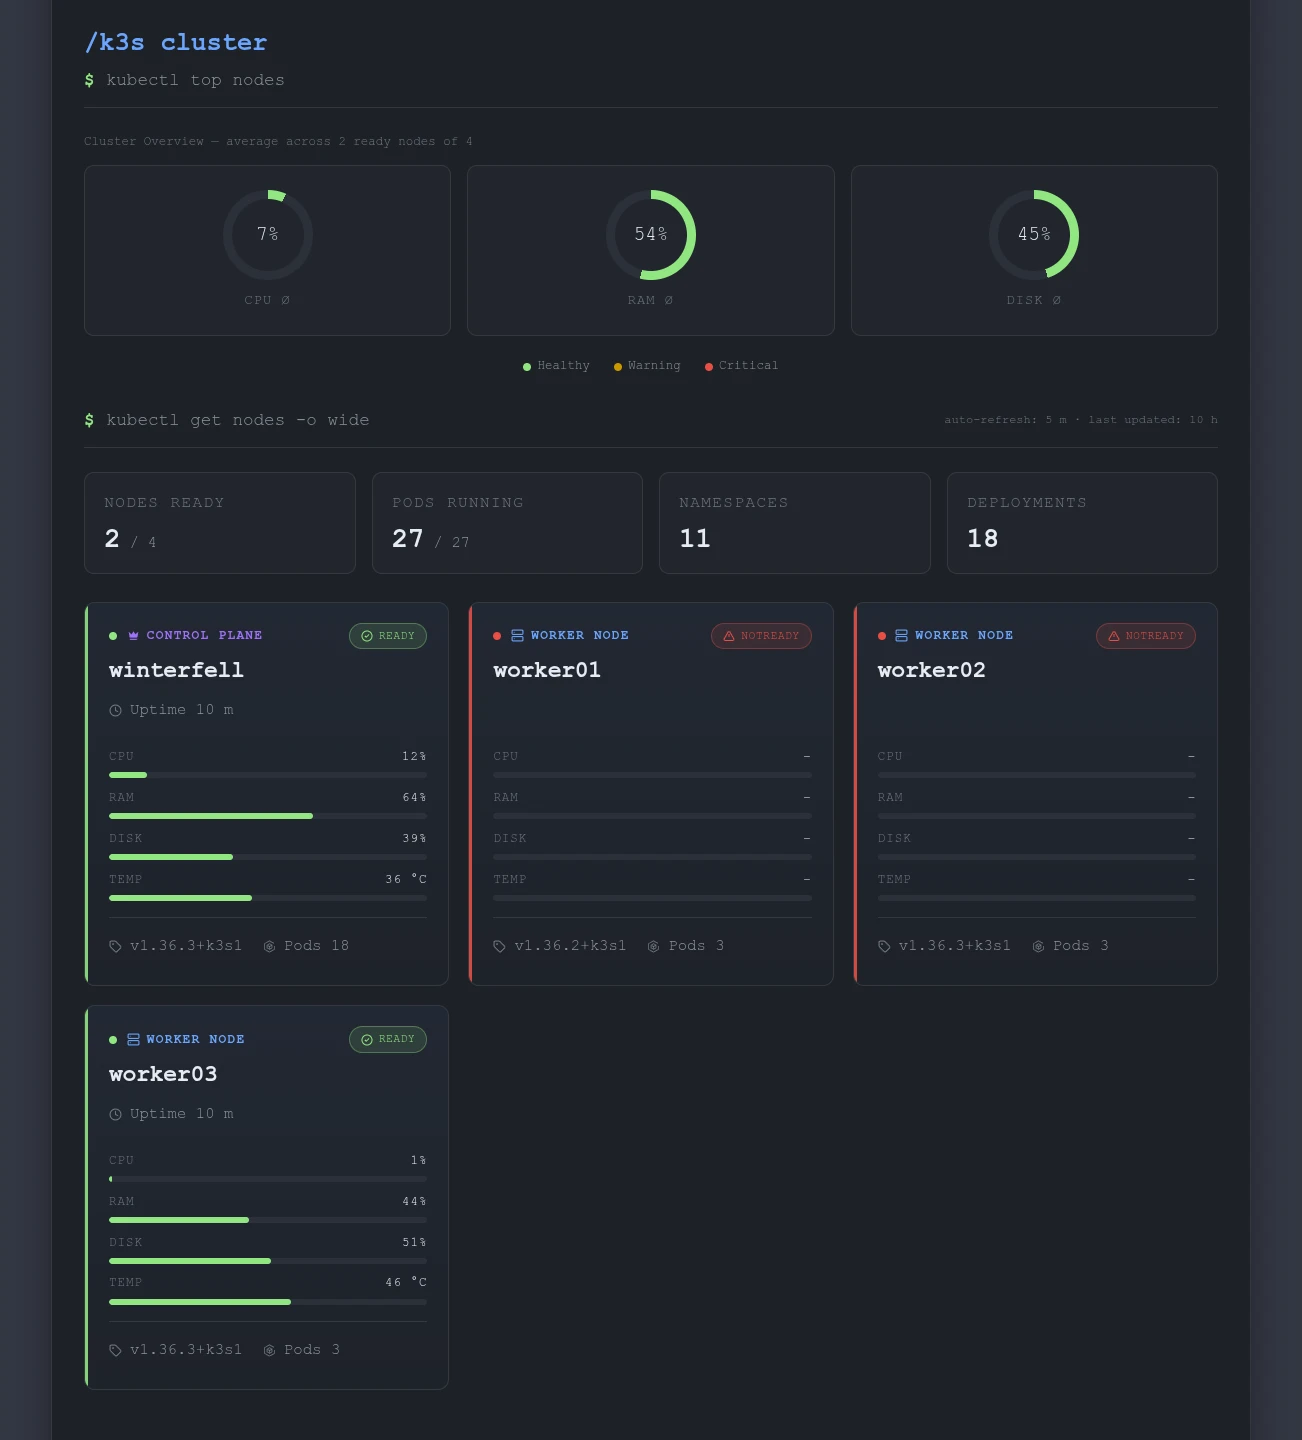 /k3s cluster
$ kubectl top nodes
Cluster Overview — average across 2 ready nodes of 4
7%
CPU Ø
54%
RAM Ø
45%
DISK Ø
Healthy Warning Critical
$ kubectl get nodes -o wide
auto-refresh: 5 m · last updated: 10 h
NODES READY
2 / 4
PODS RUNNING
27 / 27
NAMESPACES
11
DEPLOYMENTS
18
CONTROL PLANE READY
winterfell
Uptime 10 m
CPU 12%
RAM 64%
DISK 39%
TEMP 36 °C
v1.36.3+k3s1 Pods 18
WORKER NODE NOTREADY
worker01
CPU –
RAM –
DISK –
TEMP –
v1.36.2+k3s1 Pods 3
WORKER NODE NOTREADY
worker02
CPU –
RAM –
DISK –
TEMP –
v1.36.3+k3s1 Pods 3
WORKER NODE READY
worker03
Uptime 10 m
CPU 1%
RAM 44%
DISK 51%
TEMP 46 °C
v1.36.3+k3s1 Pods 3